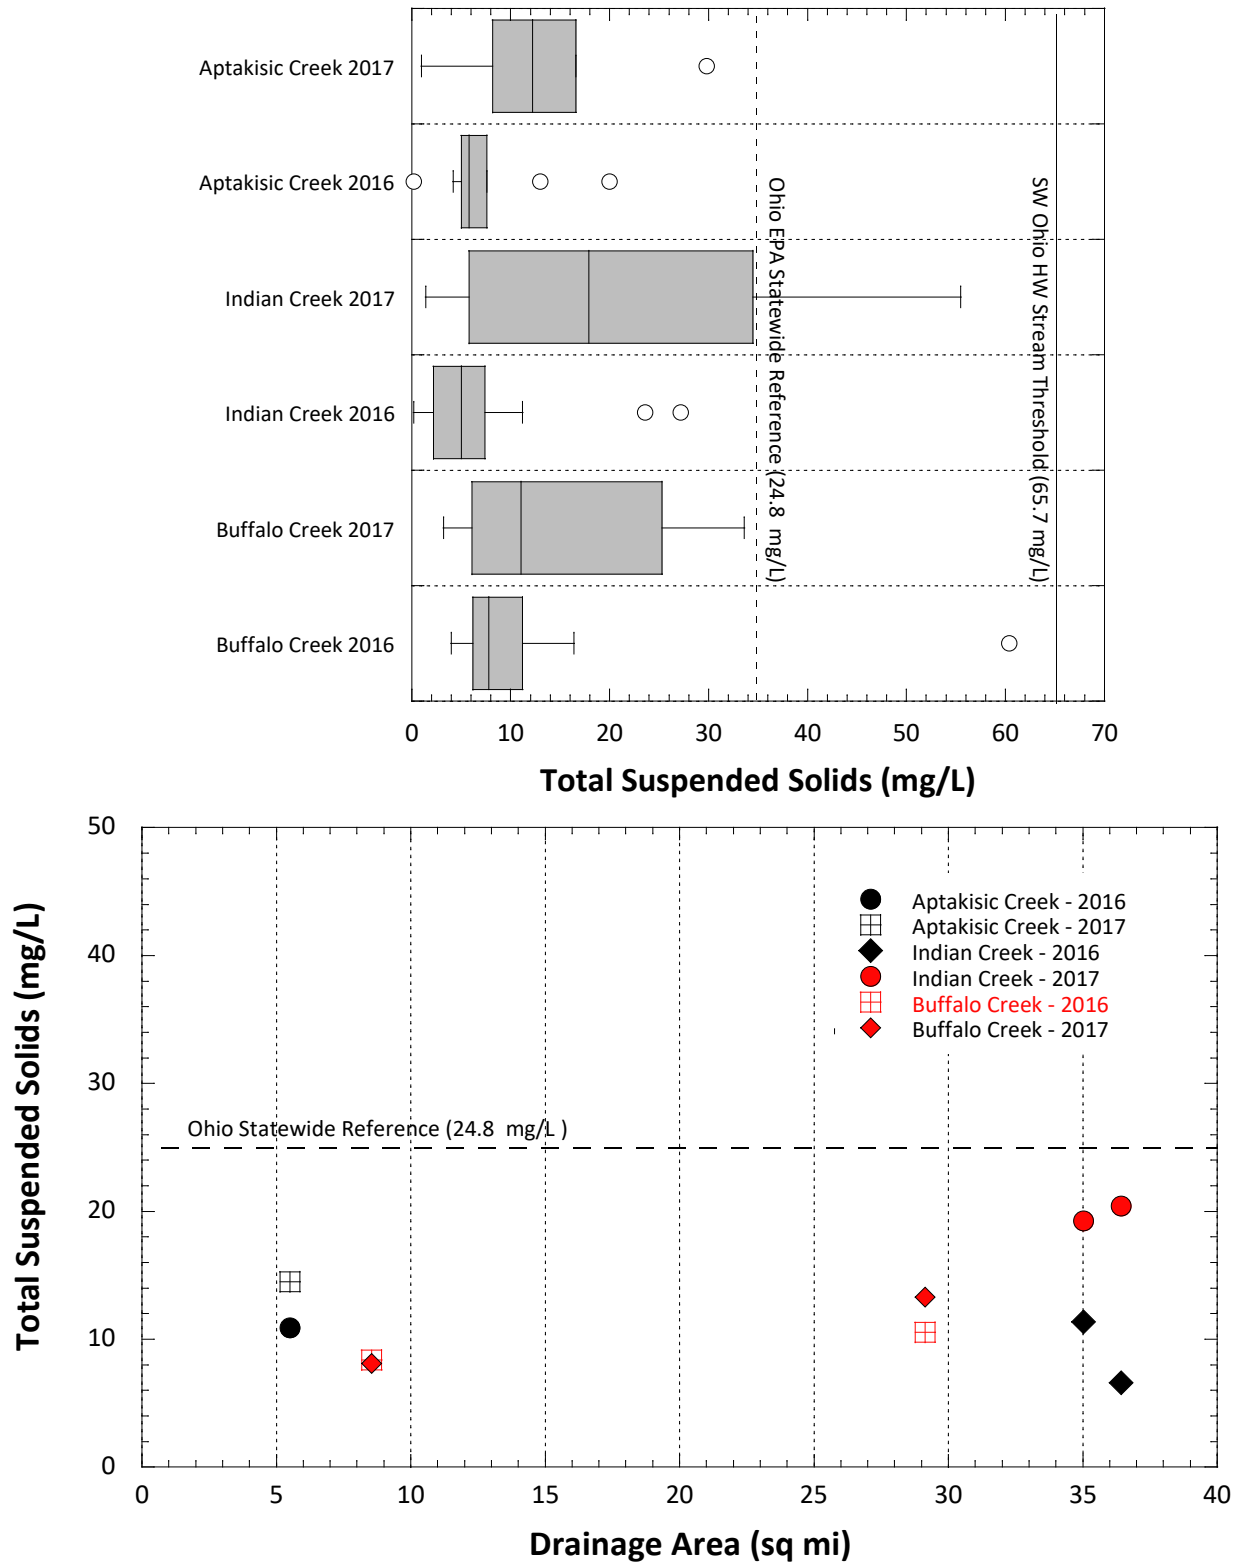 Aptakisic Creek 2017
Aptakisic Creek 2016
Indian Creek 2017
Indian Creek 2016
Buffalo Creek 2017
Buffalo Creek 2016
Ohio EPA Statewide Reference (24.8 mg/L)
SW Ohio HW Stream Threshold (65.7 mg/L)
0 10 20 30 40 50 60 70
Total Suspended Solids (mg/L)
50
40
30
20
10
0
Total Suspended Solids (mg/L)
Aptakisic Creek - 2016
Aptakisic Creek - 2017
Indian Creek - 2016
Indian Creek - 2017
Buffalo Creek - 2016
Buffalo Creek - 2017
Ohio Statewide Reference (24.8 mg/L )
0 5 10 15 20 25 30 35 40
Drainage Area (sq mi)